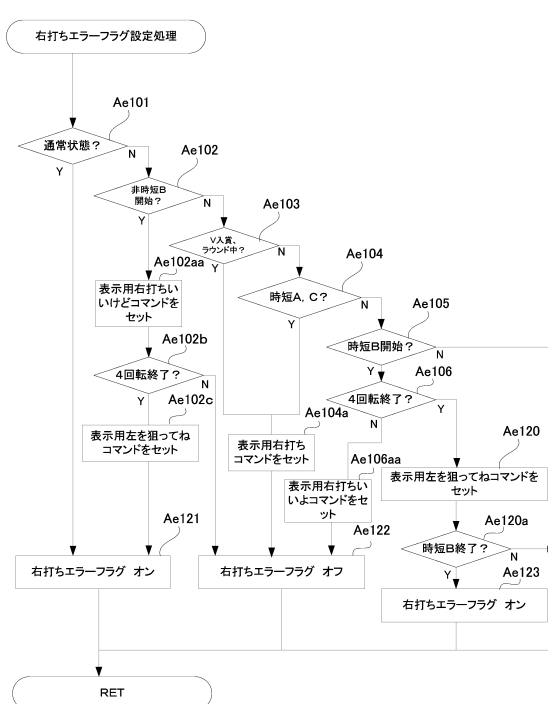 右打ちエラーフラグ設定処理
Ae101
通常状態？
N
Y
Ae102
非時短B
開始？
N
Y
Ae103
V入賞、
ラウンド中？
N
Y
Ae102aa
表示用右打ちい
いけどコマンドを
セット
Ae104
時短A, C？
N
Y
Ae105
時短B開始？
N
Y
Ae102b
4回転終了？
N
Y
Ae106
4回転終了？
Y
N
Ae102c
表示用左を狙ってね
コマンドをセット
Ae104a
表示用右打ち
コマンドをセット
Ae106aa
表示用右打ちい
いよコマンドをセ
ット
Ae120
表示用左を狙ってねコマンドを
セット
Ae120a
時短B終了？
N
Y
Ae121
右打ちエラーフラグ オン
Ae122
右打ちエラーフラグ オフ
Ae123
右打ちエラーフラグ オン
RET